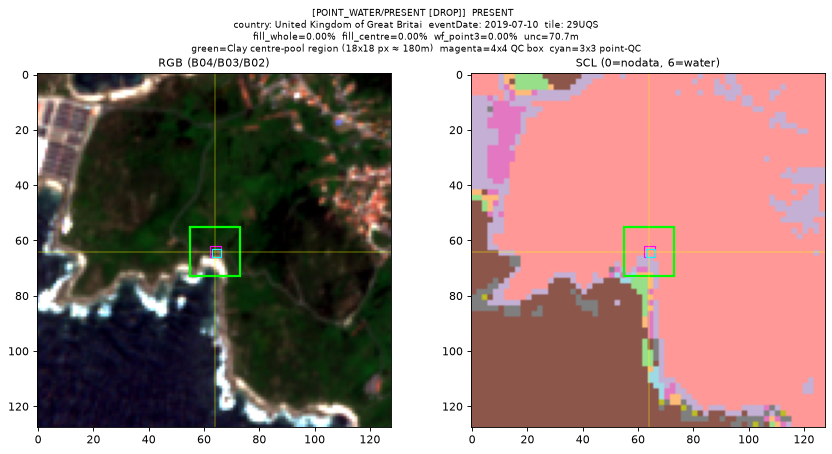 [POINT_WATER/PRESENT [DROP]] PRESENT
country: United Kingdom of Great Britai eventDate: 2019-07-10 tile: 29UQS
fill_whole=0.00% fill_centre=0.00% wf_point3=0.00% unc=70.7m
green=Clay centre-pool region (18x18 px ≈ 180m) magenta=4x4 QC box cyan=3x3 point-QC
RGB (B04/B03/B02)
SCL (0=nodata, 6=water)
0
20
40
60
80
100
120
0 20 40 60 80 100 120
0
20
40
60
80
100
120
0 20 40 60 80 100 120